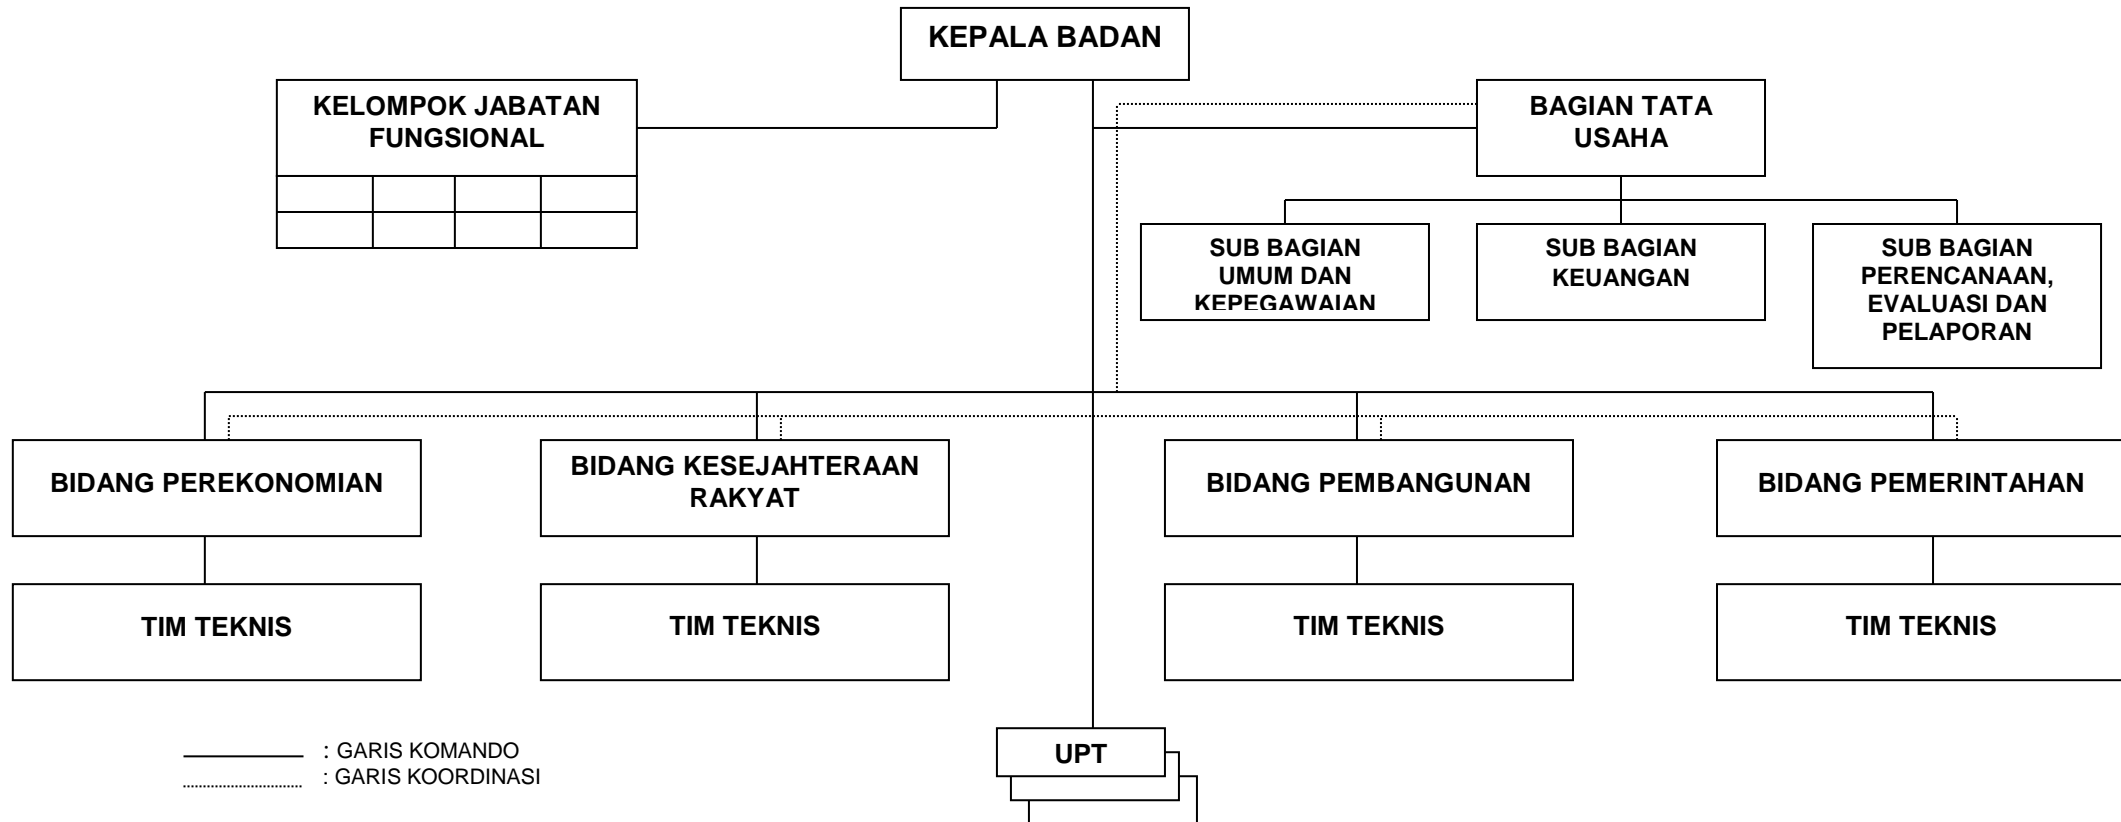 KEPALA BADAN
KELOMPOK JABATAN
FUNGSIONAL
BAGIAN TATA
USAHA
SUB BAGIAN
UMUM DAN
KEPEGAWAIAN
SUB BAGIAN
KEUANGAN
SUB BAGIAN
PERENCANAAN,
EVALUASI DAN
PELAPORAN
BIDANG PEREKONOMIAN
BIDANG KESEJAHTERAAN
RAKYAT
BIDANG PEMBANGUNAN
BIDANG PEMERINTAHAN
TIM TEKNIS
TIM TEKNIS
TIM TEKNIS
TIM TEKNIS
UPT
: GARIS KOMANDO
: GARIS KOORDINASI